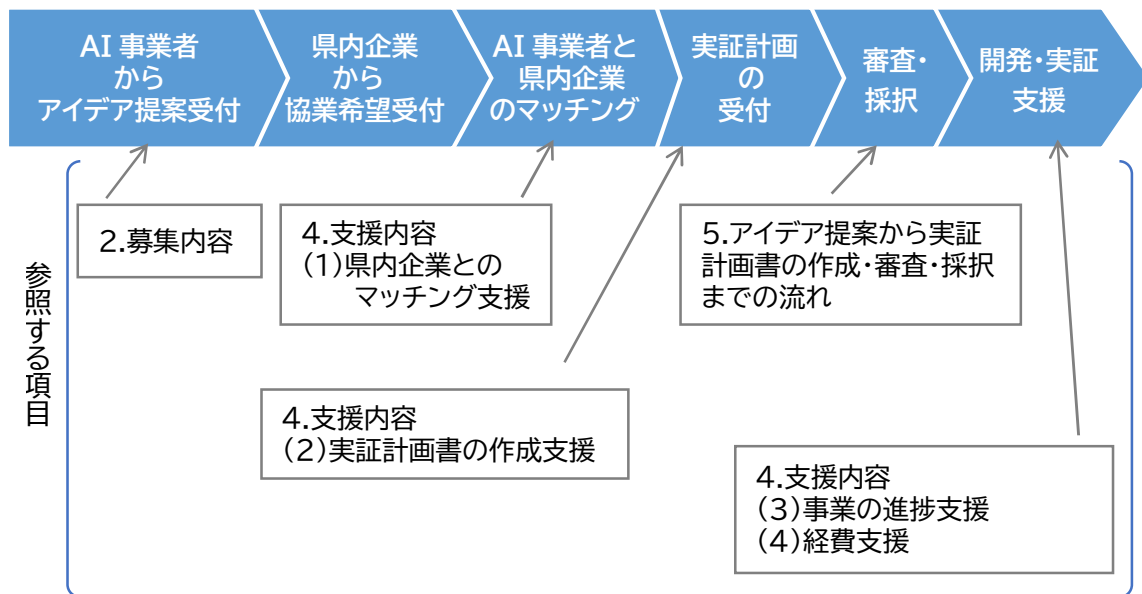 AI 事業者
から
アイデア提案受付
県内企業
から
協業希望受付
AI 事業者と
県内企業
のマッチング
実証計画
の
受付
審査・
採択
開発・実証
支援
参照する項目
2.募集内容
4.支援内容
(1)県内企業との
マッチング支援
5.アイデア提案から実証
計画書の作成・審査・採択
までの流れ
4.支援内容
(2)実証計画書の作成支援
4.支援内容
(3)事業の進捗支援
(4)経費支援